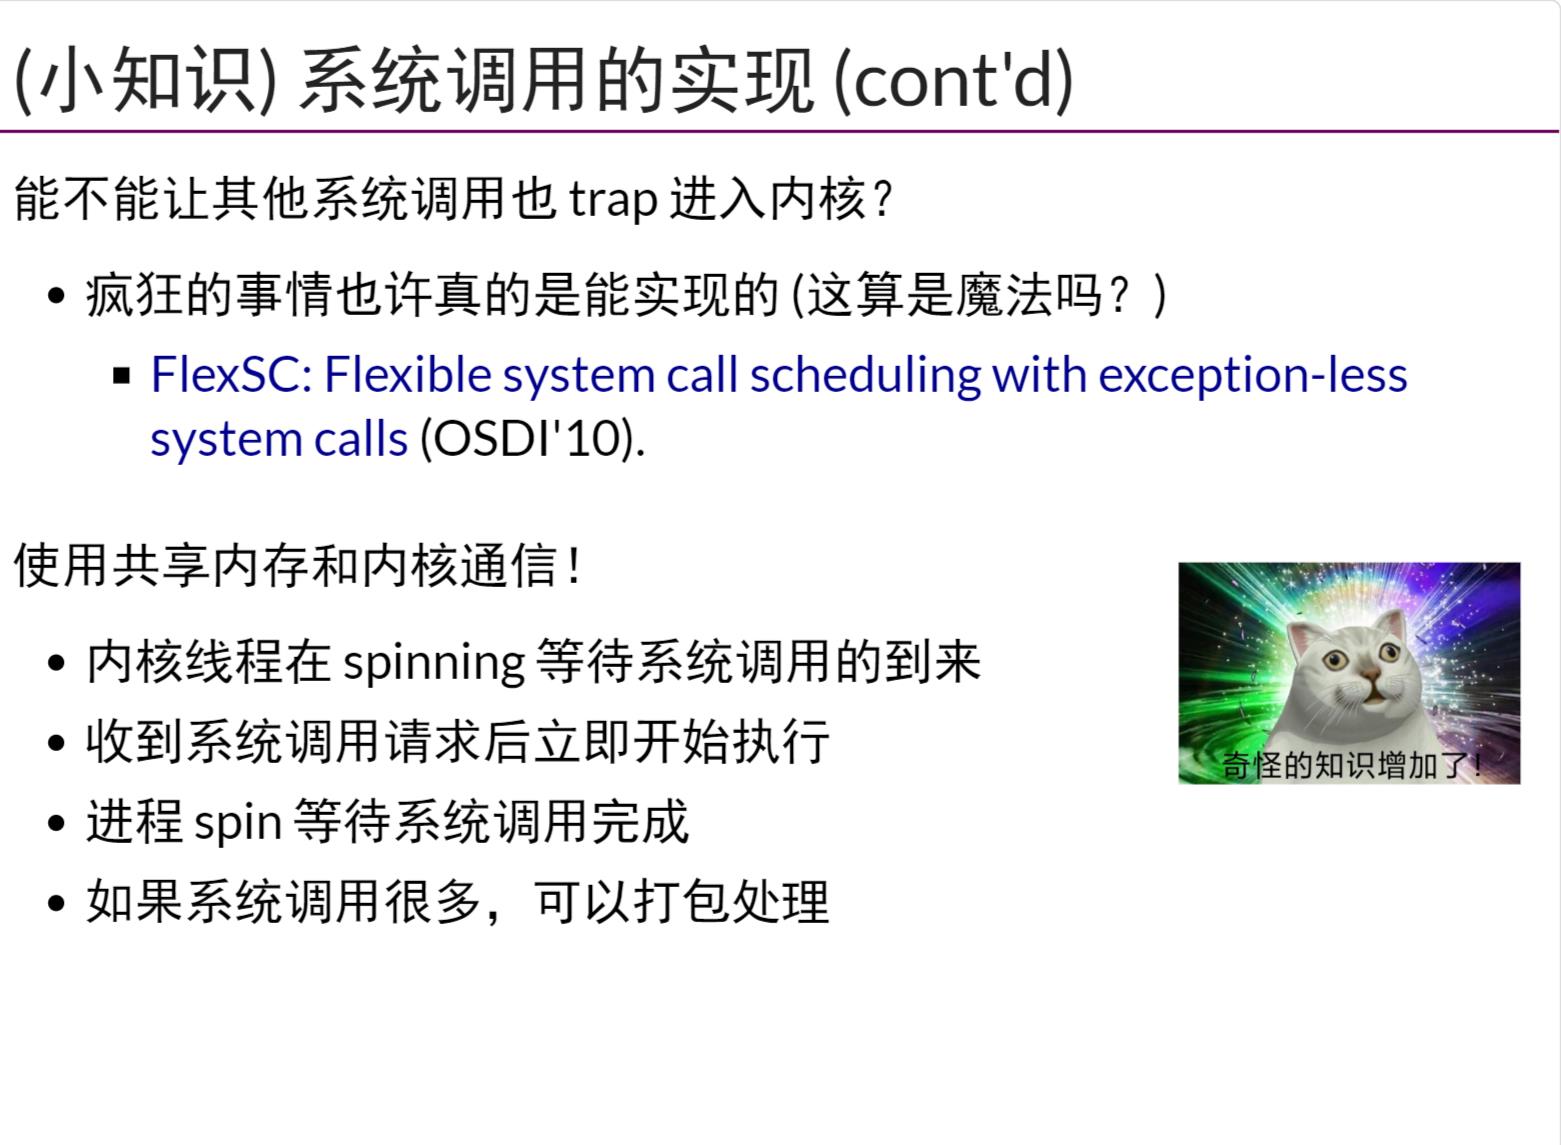 (小知识) 系统调用的实现 (cont'd)
能不能让其他系统调用也 trap 进入内核？
• 疯狂的事情也许真的是能实现的 (这算是魔法吗？)
▪ FlexSC: Flexible system call scheduling with exception-less
system calls (OSDI'10).
使用共享内存和内核通信！
• 内核线程在 spinning 等待系统调用的到来
• 收到系统调用请求后立即开始执行
• 进程 spin 等待系统调用完成
• 如果系统调用很多，可以打包处理
奇怪的知识增加了！